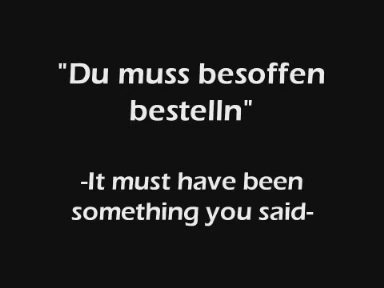 "Du muss besoffen
bestelln"
-It must have been
something you said-